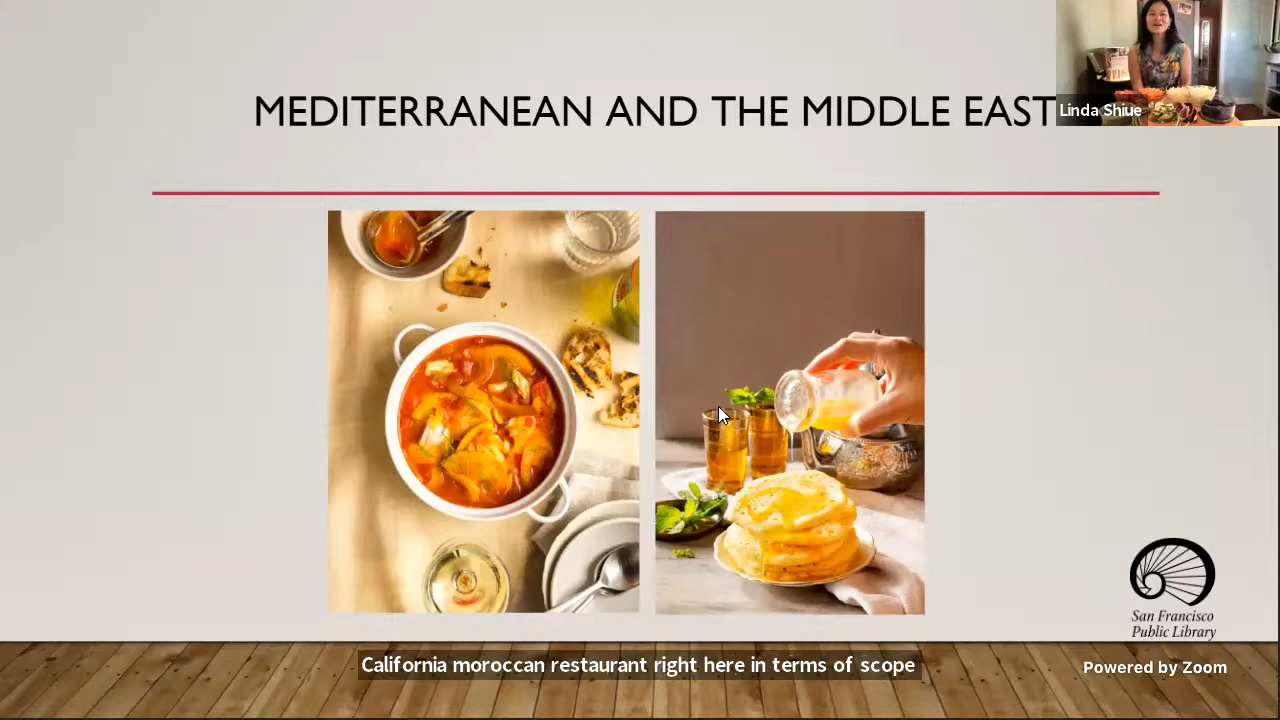 MEDITERRANEAN AND THE MIDDLE EAST
Linda Shiue
San Francisco
Public Library
California moroccan restaurant right here in terms of scope
Powered by Zoom